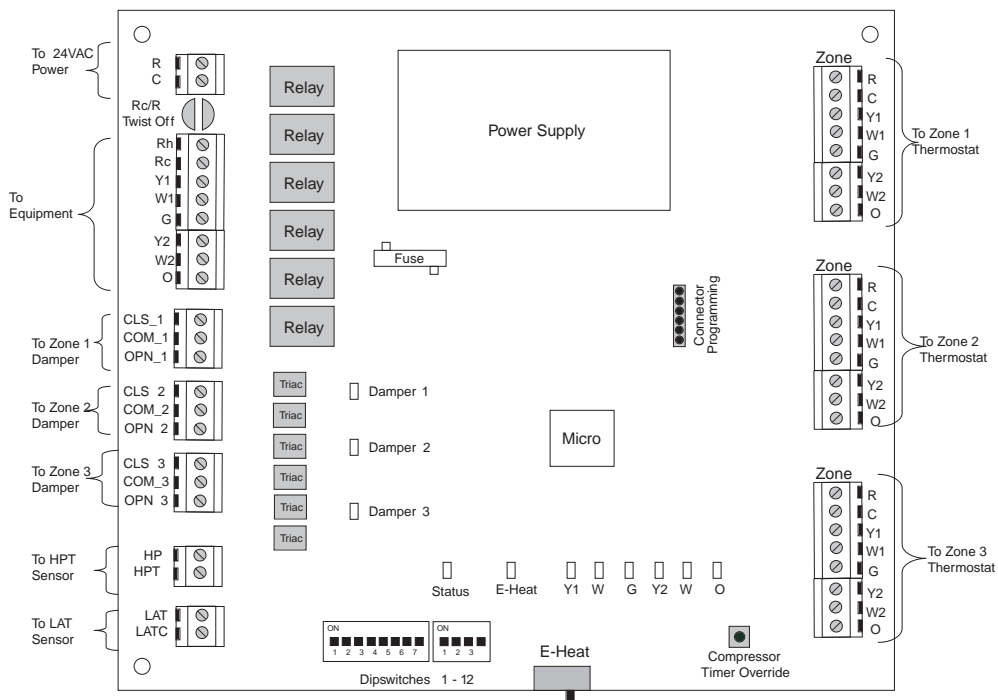 To 24VAC
Power
R
C
Rc/R
Twist Off
To
Equipment
Rh
Rc
Y1
W1
G
Y2
W2
O
To Zone 1
Damper
CLS_1
COM_1
OPN_1
To Zone 2
Damper
CLS 2
COM_2
OPN 2
To Zone 3
Damper
CLS 3
COM_3
OPN 3
To HPT
Sensor
HP
HPT
To LAT
Sensor
LAT
LATC
Relay
Relay
Relay
Relay
Relay
Relay
Triac
Triac
Triac
Triac
Triac
Triac
Power Supply
Fuse
Connector
Programming
Damper 1
Damper 2
Damper 3
Micro
Status
E-Heat
Y1
W
G
Y2
W
O
ON
1 2 3 4 5 6 7
ON
1 2 3
Dipswitches 1 - 12
E-Heat
Compressor
Timer Override
Zone
R
C
Y1
W1
G
Y2
W2
O
To Zone 1
Thermostat
Zone
R
C
Y1
W1
G
Y2
W2
O
To Zone 2
Thermostat
Zone
R
C
Y1
W1
G
Y2
W2
O
To Zone 3
Thermostat